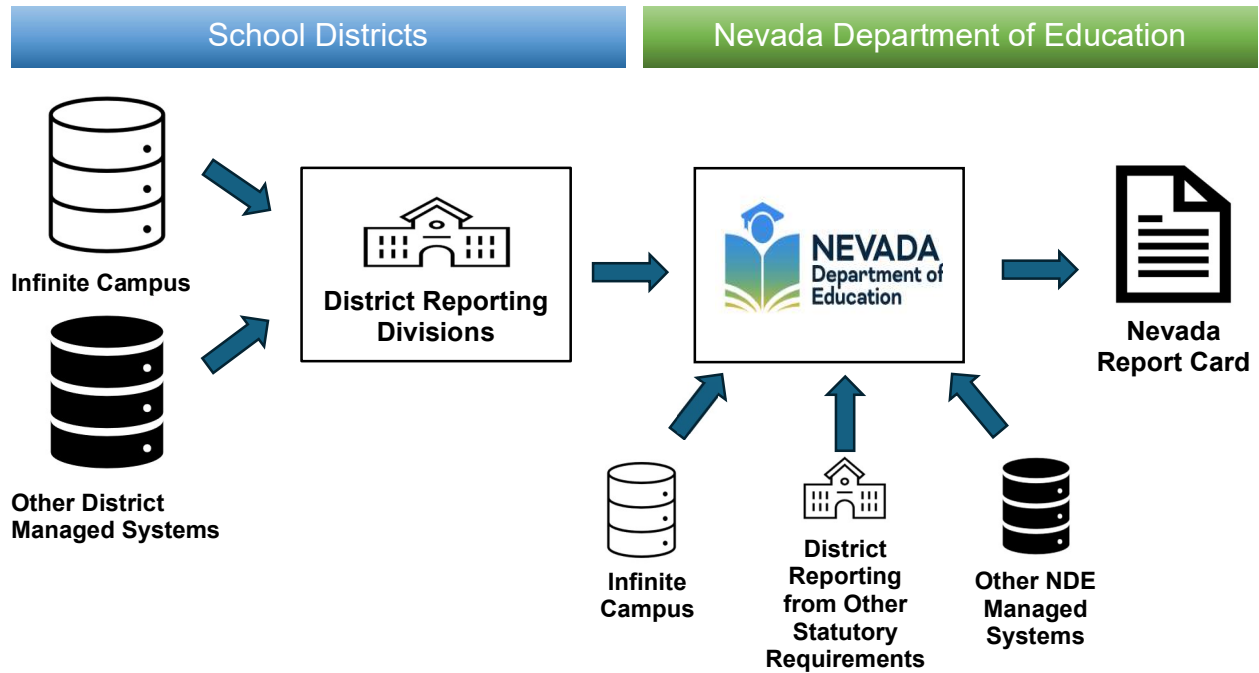 School Districts
Nevada Department of Education
Infinite Campus
Other District
Managed Systems
District Reporting
Divisions
NEVADA
Department of
Education
Nevada
Report Card
Infinite
Campus
District
Reporting
from Other
Statutory
Requirements
Other NDE
Managed
Systems